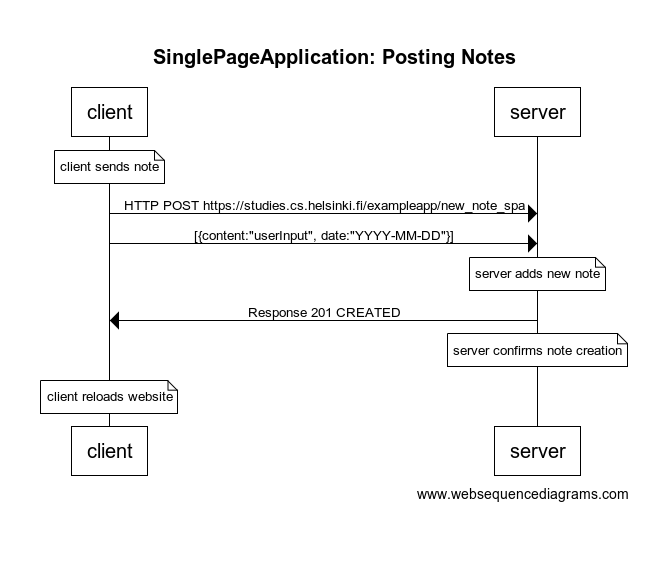 SinglePageApplication: Posting Notes
client
server
client sends note
HTTP POST https://studies.cs.helsinki.fi/exampleapp/new_note_spa
[{content:"userInput", date:"YYYY-MM-DD"}]
server adds new note
Response 201 CREATED
server confirms note creation
client reloads website
client
server
www.websequencediagrams.com